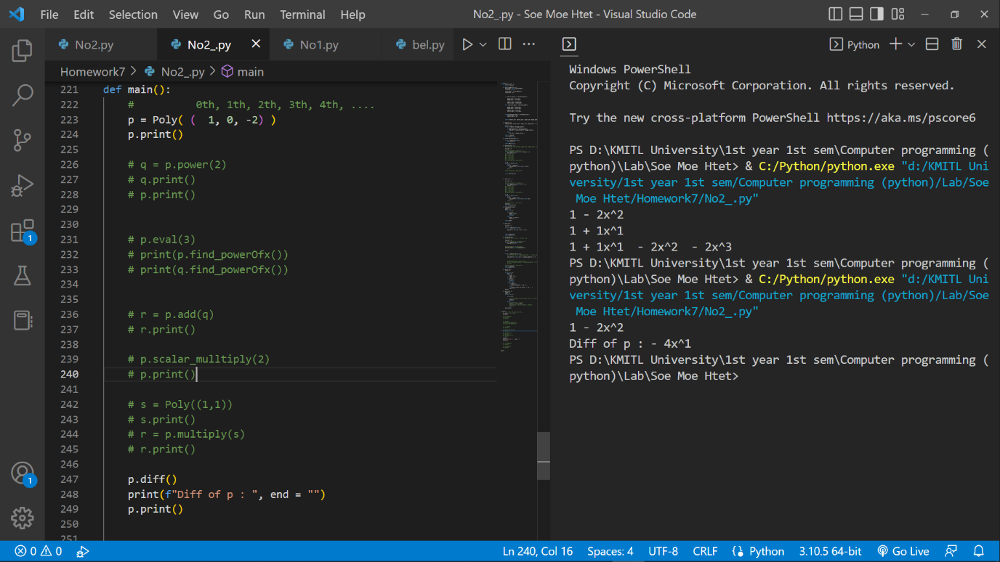 File Edit Selection View Go Run Terminal Help No2_.py - Soe Moe Htet - Visual Studio Code
No2.py No2_.py No1.py bel.py
Homework7 > No2_.py > main
221 def main():
222 # 0th, 1th, 2th, 3th, 4th, ....
223 p = Poly( ( 1, 0, -2) )
224 p.print()
225
226 # q = p.power(2)
227 # q.print()
228 # p.print()
229
230
231 # p.eval(3)
232 # print(p.find_powerOfx())
233 # print(q.find_powerOfx())
234
235
236 # r = p.add(q)
237 # r.print()
238
239 # p.scalar_mulltiply(2)
240 # p.print()
241
242 # s = Poly((1,1))
243 # s.print()
244 # r = p.multiply(s)
245 # r.print()
246
247 p.diff()
248 print(f"Diff of p : ", end = "")
249 p.print()
250
251
Python
Windows PowerShell
Copyright (C) Microsoft Corporation. All rights reserved.
Try the new cross-platform PowerShell https://aka.ms/pscore6
PS D:\KMITL University\1st year 1st sem\Computer programming (
python)\Lab\Soe Moe Htet> & C:/Python/python.exe "d:/KMITL Uni
versity/1st year 1st sem/Computer programming (python)/Lab/Soe
Moe Htet/Homework7/No2_.py"
1 - 2x^2
1 + 1x^1
1 + 1x^1  - 2x^2  - 2x^3
PS D:\KMITL University\1st year 1st sem\Computer programming (
python)\Lab\Soe Moe Htet> & C:/Python/python.exe "d:/KMITL Uni
versity/1st year 1st sem/Computer programming (python)/Lab/Soe
Moe Htet/Homework7/No2_.py"
1 - 2x^2
Diff of p : - 4x^1
PS D:\KMITL University\1st year 1st sem\Computer programming (
python)\Lab\Soe Moe Htet>
1
1
0 0 Ln 240, Col 16 Spaces: 4 UTF-8 CRLF Python 3.10.5 64-bit Go Live